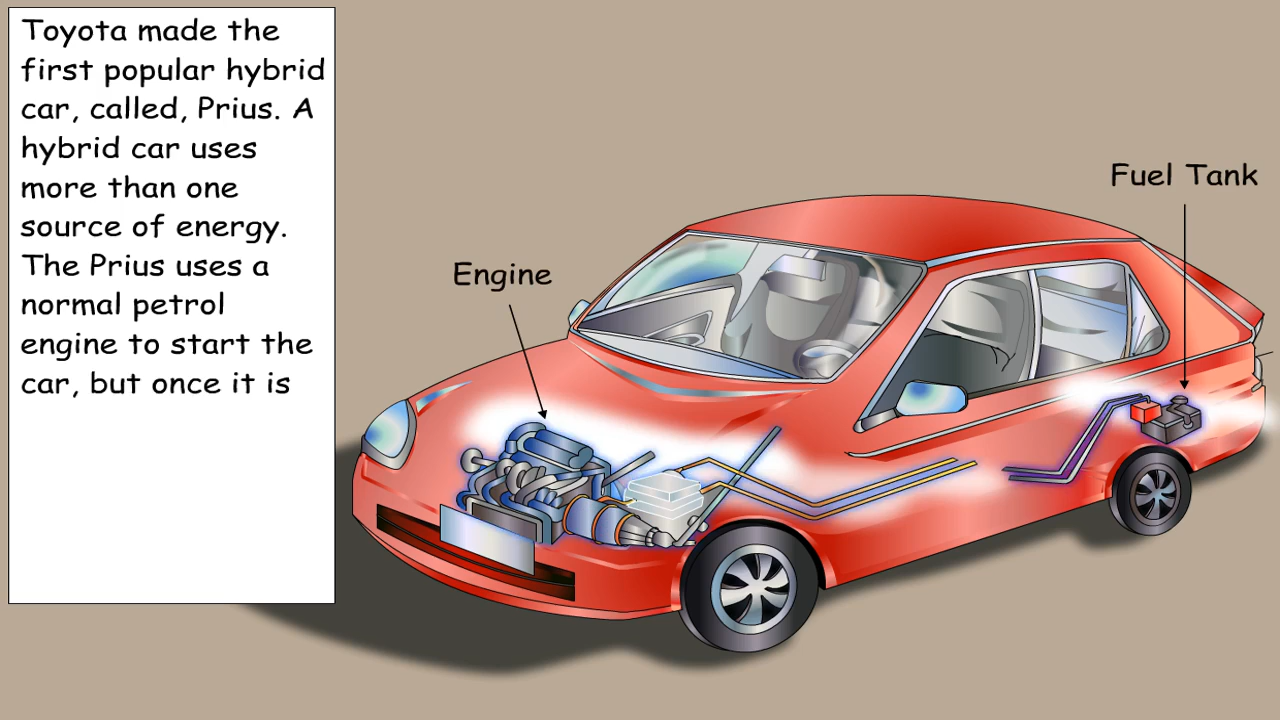 Toyota made the
first popular hybrid
car, called, Prius. A
hybrid car uses
more than one
source of energy.
The Prius uses a
normal petrol
engine to start the
car, but once it is
Engine
Fuel Tank